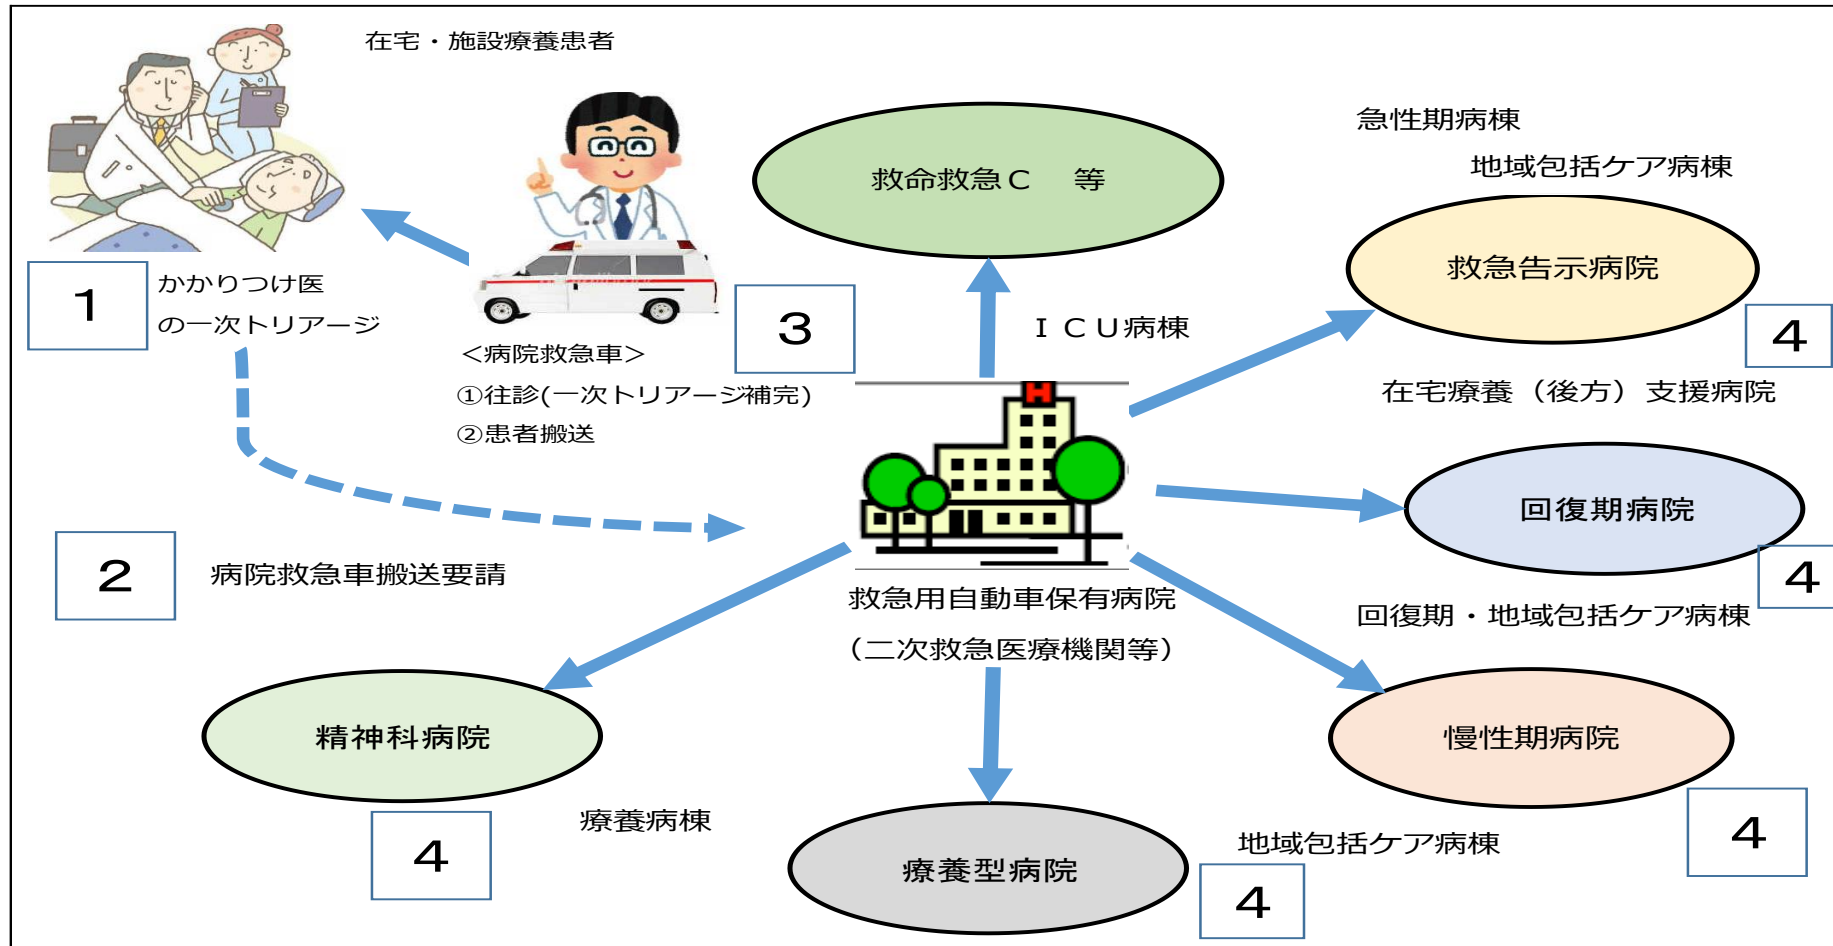 在宅・施設療養患者
1
かかりつけ医
の一次トリアージ
3
＜病院救急車＞
①往診(一次トリアージ補完)
②患者搬送
2
病院救急車搬送要請
救命救急C　等
ICU病棟
急性期病棟
地域包括ケア病棟
救急告示病院
4
在宅療養（後方）支援病院
H
救急用自動車保有病院
（二次救急医療機関等）
回復期病院
4
回復期・地域包括ケア病棟
慢性期病院
4
精神科病院
4
療養病棟
療養型病院
地域包括ケア病棟
4